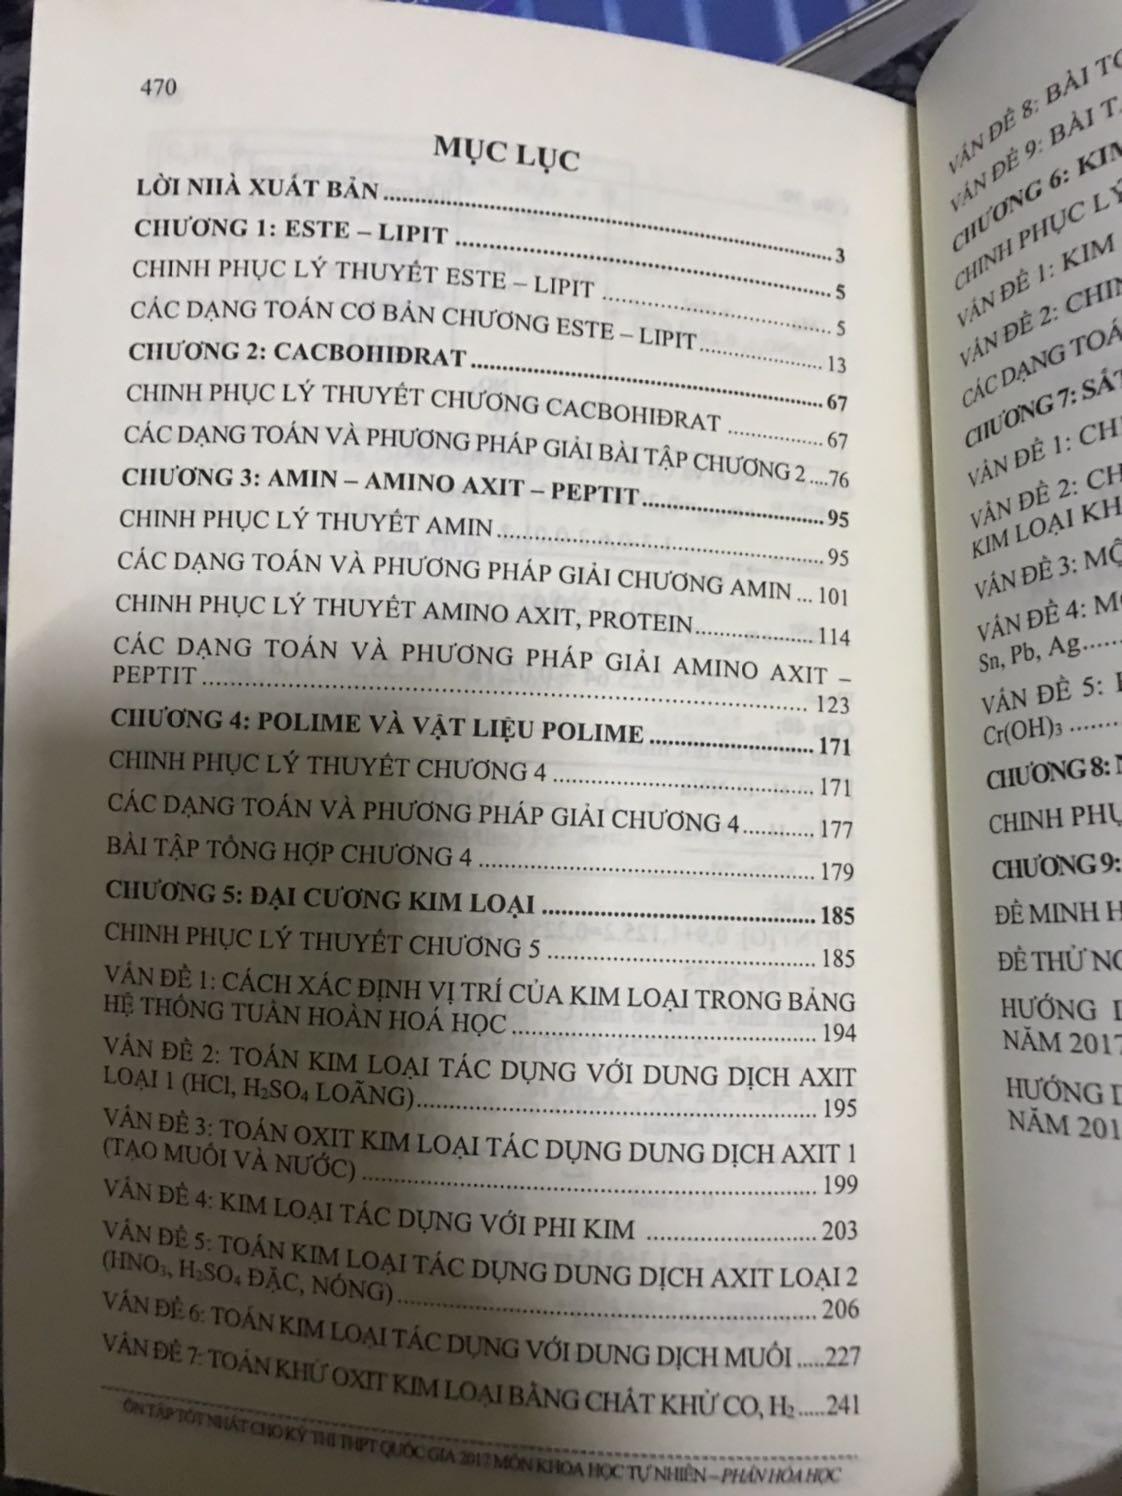 470
MỤC LỤC
LỜI NHÀ XUẤT BẢN ........ 3
CHƯƠNG 1: ESTE – LIPIT ........ 5
CHINH PHỤC LÝ THUYẾT ESTE – LIPIT ........ 5
CÁC DẠNG TOÁN CƠ BẢN CHƯƠNG ESTE – LIPIT ........ 13
CHƯƠNG 2: CACBOHIĐRAT ........ 67
CHINH PHỤC LÝ THUYẾT CHƯƠNG CACBOHIĐRAT ........ 67
CÁC DẠNG TOÁN VÀ PHƯƠNG PHÁP GIẢI BÀI TẬP CHƯƠNG 2 ....76
CHƯƠNG 3: AMIN – AMINO AXIT – PEPTIT ........ 95
CHINH PHỤC LÝ THUYẾT AMIN ........ 95
CÁC DẠNG TOÁN VÀ PHƯƠNG PHÁP GIẢI CHƯƠNG AMIN ... 101
CHINH PHỤC LÝ THUYẾT AMINO AXIT, PROTEIN ........ 114
CÁC DẠNG TOÁN VÀ PHƯƠNG PHÁP GIẢI AMINO AXIT –
PEPTIT ........ 123
CHƯƠNG 4: POLIME VÀ VẬT LIỆU POLIME ........ 171
CHINH PHỤC LÝ THUYẾT CHƯƠNG 4 ........ 171
CÁC DẠNG TOÁN VÀ PHƯƠNG PHÁP GIẢI CHƯƠNG 4 ........ 177
BÀI TẬP TỔNG HỢP CHƯƠNG 4 ........ 179
CHƯƠNG 5: ĐẠI CƯƠNG KIM LOẠI ........ 185
CHINH PHỤC LÝ THUYẾT CHƯƠNG 5 ........ 185
VẤN ĐỀ 1: CÁCH XÁC ĐỊNH VỊ TRÍ CỦA KIM LOẠI TRONG BẢNG
HỆ THỐNG TUẦN HOÀN HOÁ HỌC ........ 194
VẤN ĐỀ 2: TOÁN KIM LOẠI TÁC DỤNG VỚI DUNG DỊCH AXIT
LOẠI 1 (HCl, H₂SO₄ LOÃNG) ........ 195
VẤN ĐỀ 3: TOÁN OXIT KIM LOẠI TÁC DỤNG DUNG DỊCH AXIT 1
(TẠO MUỐI VÀ NƯỚC) ........ 199
VẤN ĐỀ 4: KIM LOẠI TÁC DỤNG VỚI PHI KIM ........ 203
VẤN ĐỀ 5: TOÁN KIM LOẠI TÁC DỤNG DUNG DỊCH AXIT LOẠI 2
(HNO₃, H₂SO₄ ĐẶC, NÓNG) ........ 206
VẤN ĐỀ 6: TOÁN KIM LOẠI TÁC DỤNG VỚI DUNG DỊCH MUỐI .....227
VẤN ĐỀ 7: TOÁN KHỬ OXIT KIM LOẠI BẰNG CHẤT KHỬ CO, H₂ .....241
ÔN TẬP TỐT NHẤT CHO KỲ THI THPT QUỐC GIA 2017 MÔN KHOA HỌC TỰ NHIÊN – PHẦN HÓA HỌC
VẤN ĐỀ 8: BÀI
VẤN ĐỀ 9: BÀI
CHƯƠNG 6:
CHINH PHỤC LÝ
VẤN ĐỀ 1: KIM
VẤN ĐỀ 2:
CÁC DẠNG
CHƯƠNG 7:
VẤN ĐỀ 1:
VẤN ĐỀ 2:
KIM LOẠI
VẤN ĐỀ 3:
VẤN ĐỀ 4:
Sn, Pb, Ag......
VẤN ĐỀ 5:
Cr(OH)₃ ........
CHƯƠNG 8:
CHINH
CHƯƠNG 9:
ĐỀ MINH
ĐỀ THỬ
HƯỚNG
NĂM 2017
HƯỚNG
NĂM